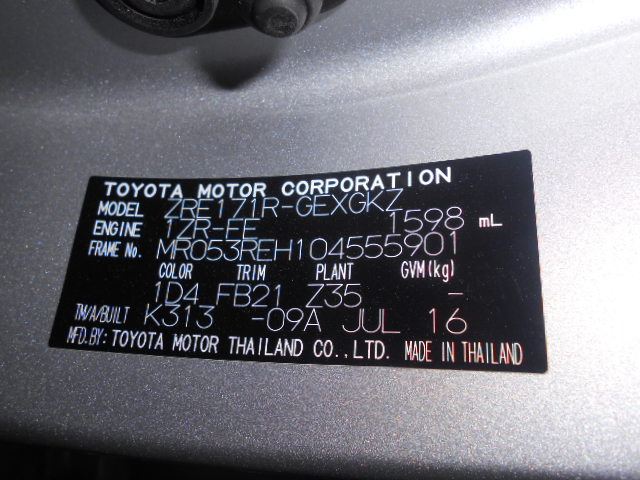 TOYOTA MOTOR CORPORATION
MODEL ZRE171R-GEXGKZ
ENGINE 1ZR-FE 1598 mL
FRAME No. MR053REH104555901
COLOR TRIM PLANT GVM(kg)
1D4 FB21 Z35 -
TM/A/BUILT K313 -09A JUL 16
MFD.BY: TOYOTA MOTOR THAILAND CO.,LTD. MADE IN THAILAND